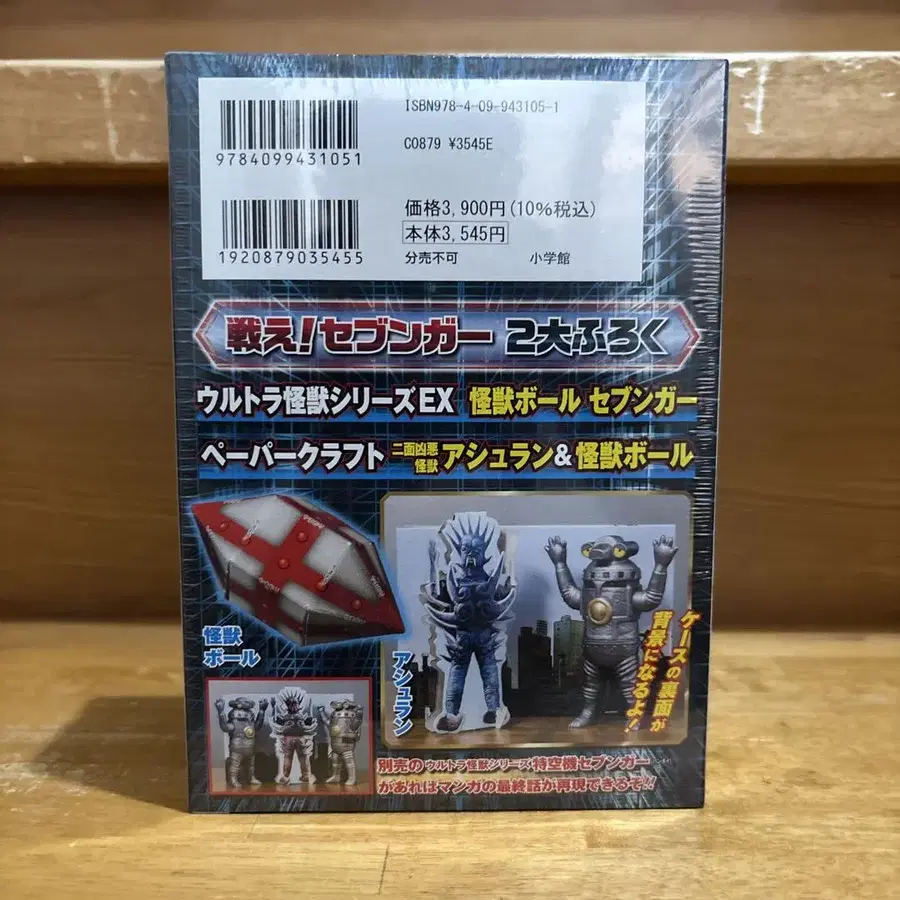 ISBN978-4-09-943105-1
C0879 ¥3545E
9784099431051
価格3,900円(10%税込)
本体3,545円
1920879035455
分売不可 小学館
戦え!セブンガー 2大ふろく
ウルトラ怪獣シリーズEX 怪獣ボール セブンガー
ペーパークラフト 二面凶悪怪獣 アシュラン&怪獣ボール
怪獣
ボール
アシュラン
ケースの裏面が
背景になるよ!
別売のウルトラ怪獣シリーズ・特空機セブンガー
があればマンガの最終話が再現できるぞ!!